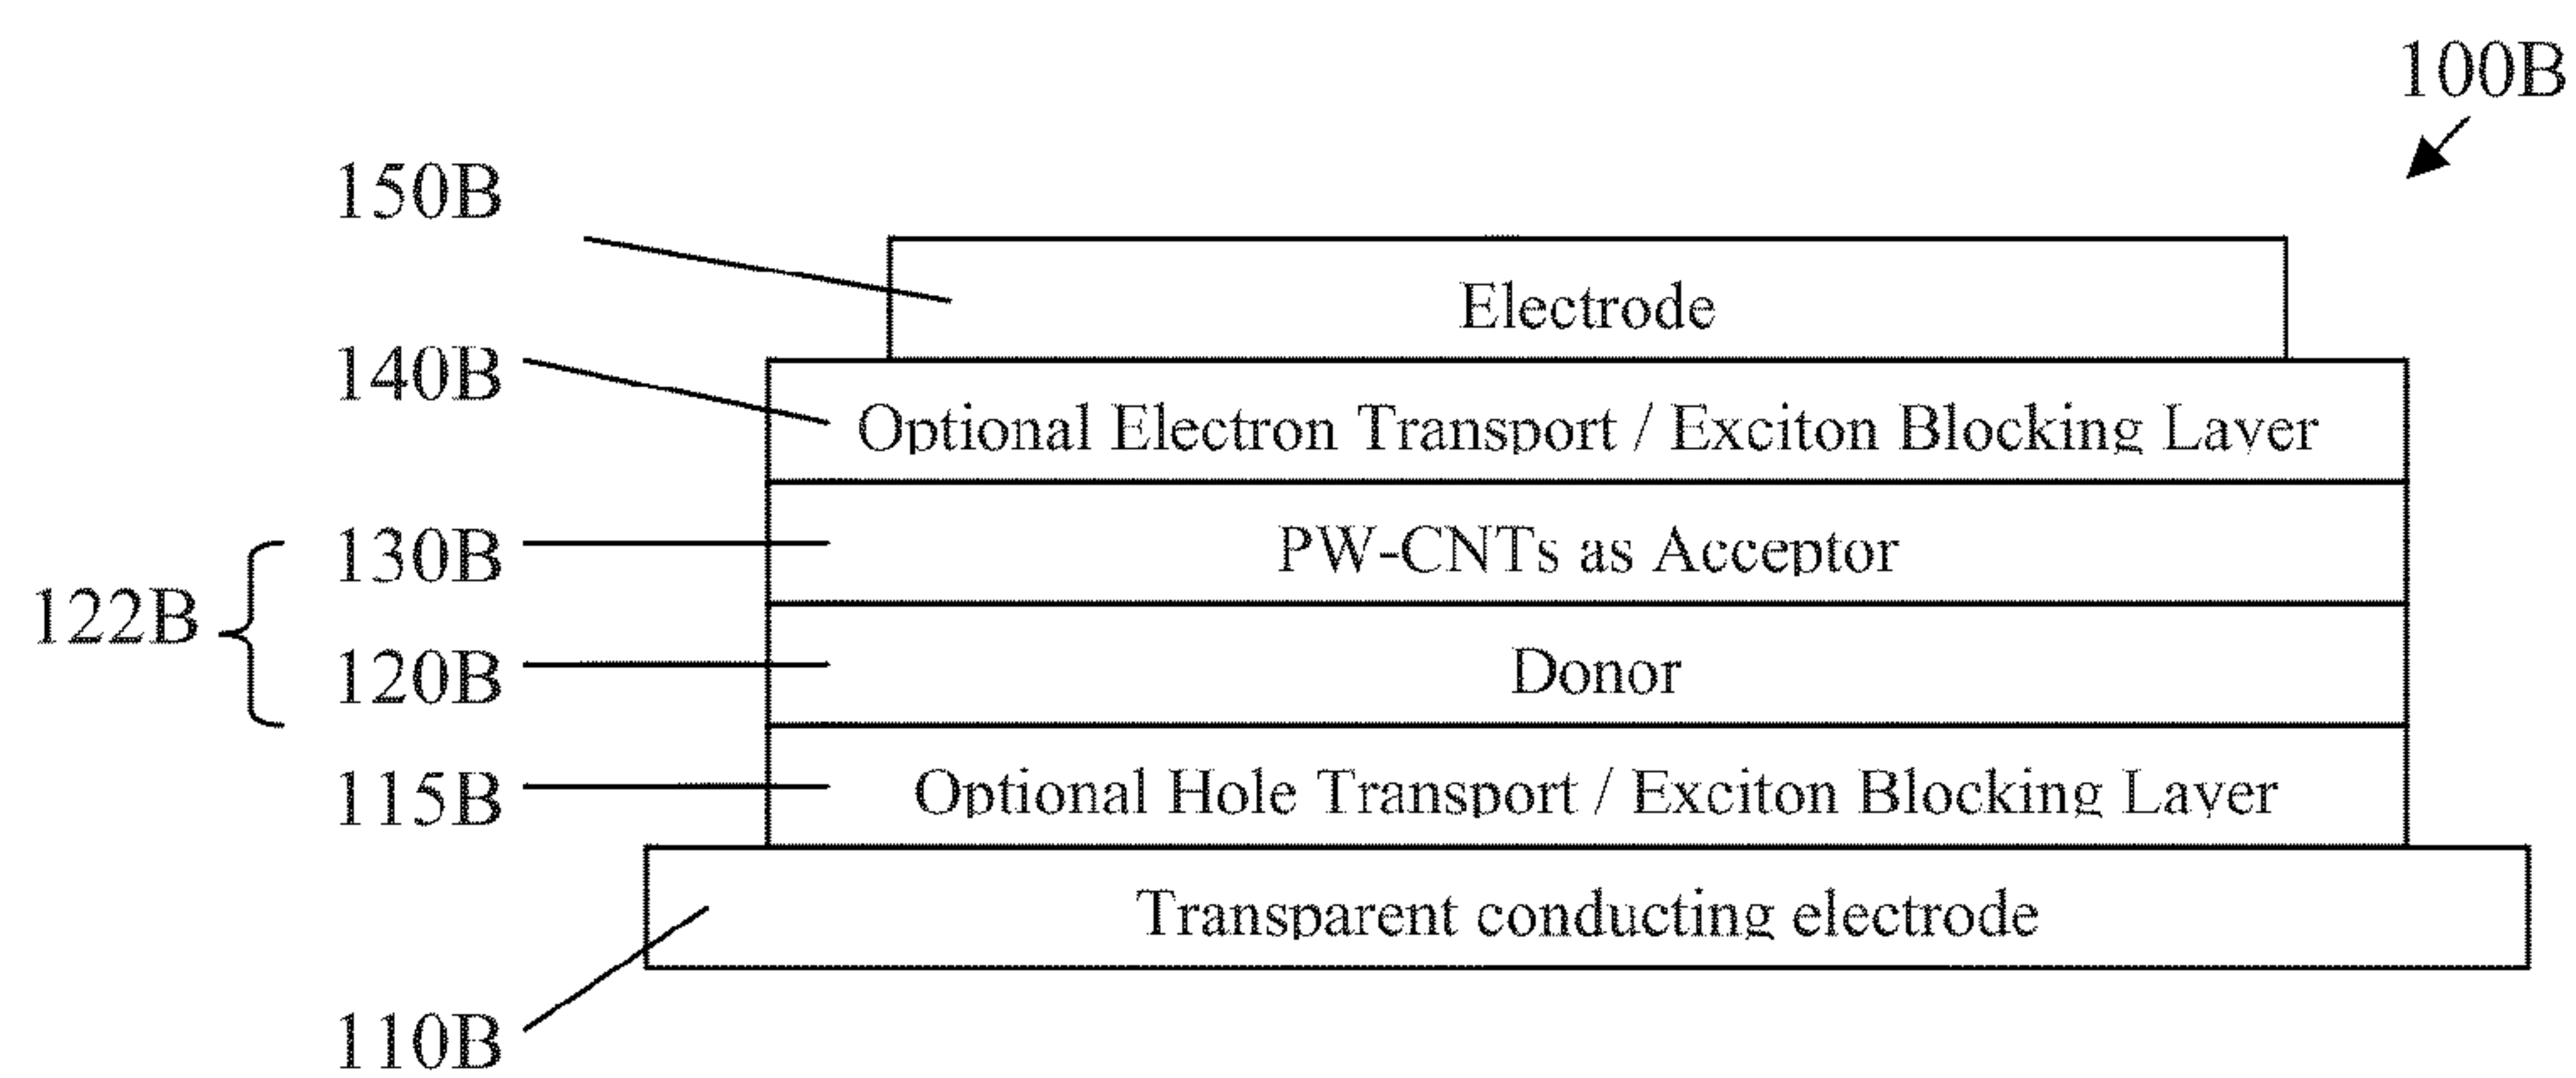 100B
150B
Electrode
140B
Optional Electron Transport / Exciton Blocking Layer
130B
PW-CNTs as Acceptor
122B
120B
Donor
115B
Optional Hole Transport / Exciton Blocking Layer
Transparent conducting electrode
110B